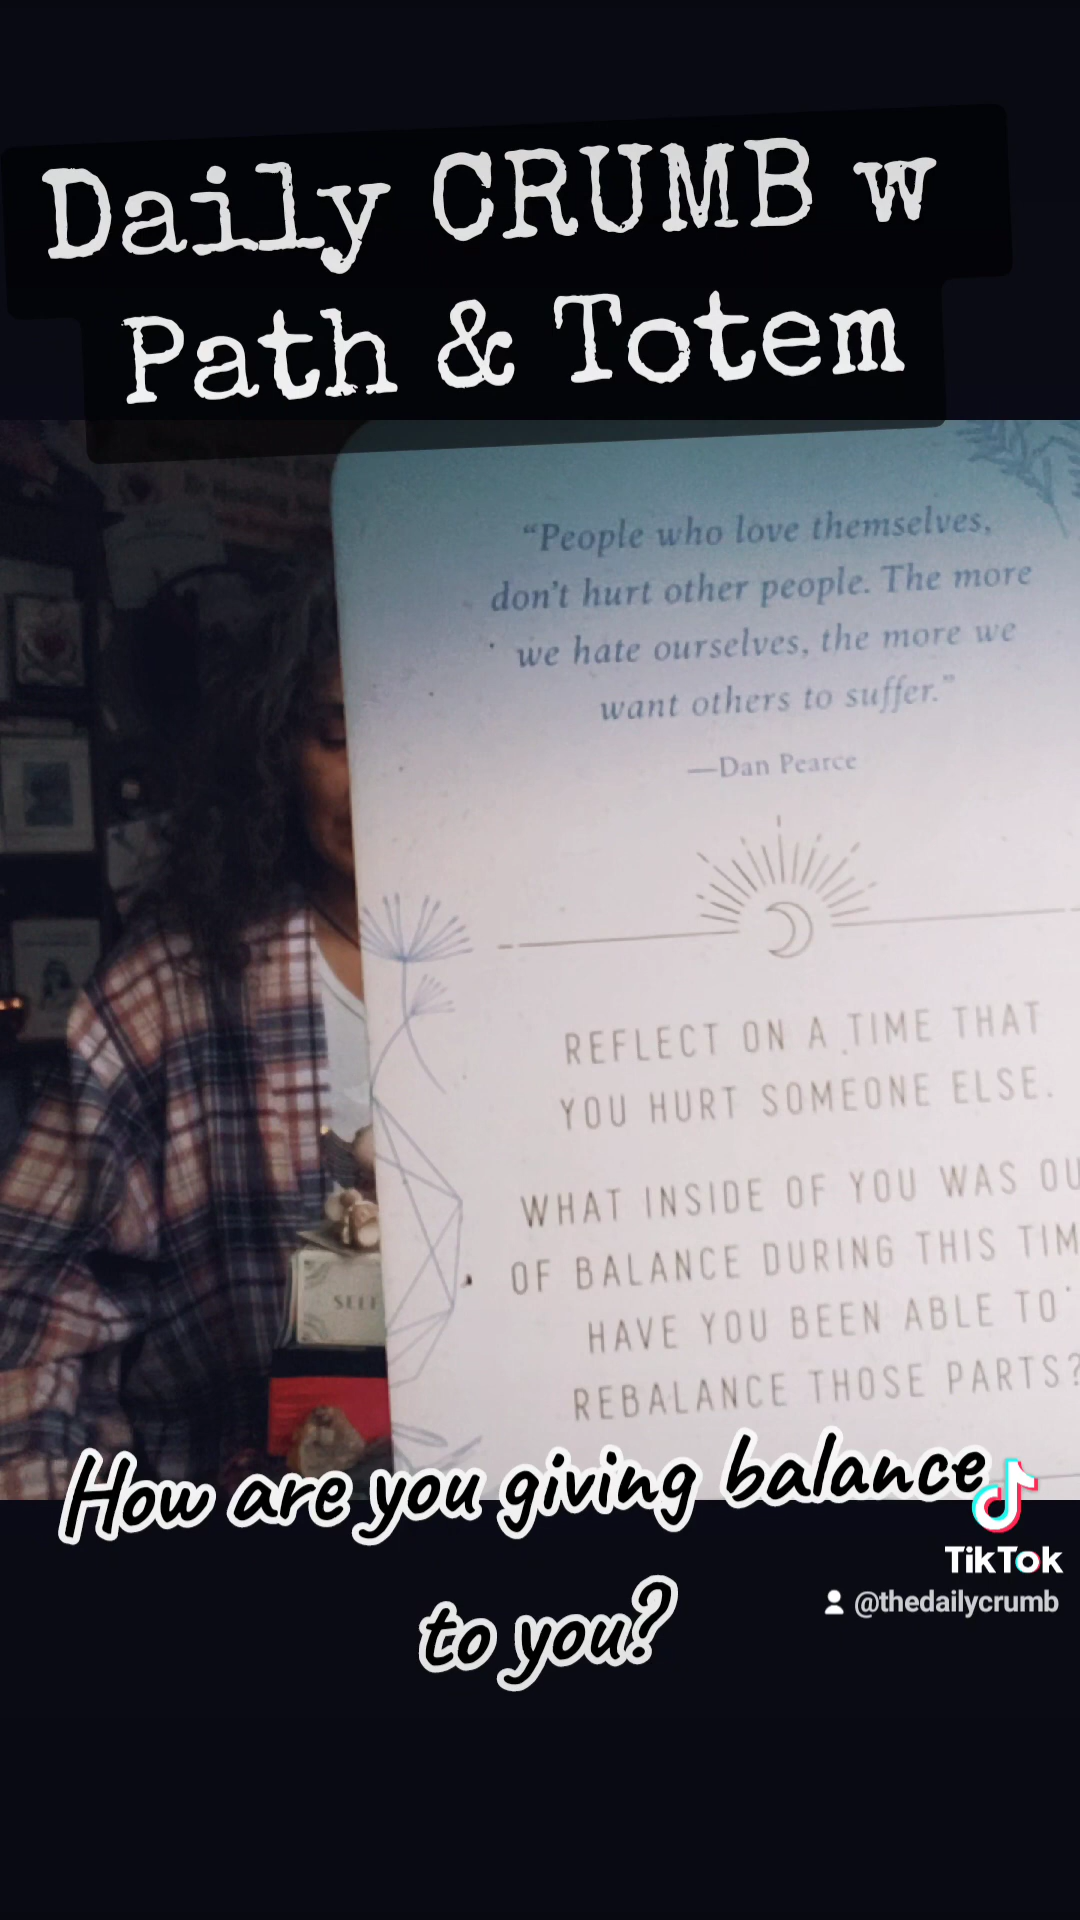 Daily CRUMB w
Path & Totem
“People who love themselves,
don't hurt other people. The more
we hate ourselves, the more we
want others to suffer.”
—Dan Pearce
REFLECT ON A TIME THAT
YOU HURT SOMEONE ELSE.
WHAT INSIDE OF YOU WAS OU
OF BALANCE DURING THIS TIM
HAVE YOU BEEN ABLE TO
REBALANCE THOSE PARTS?
SELF
How are you giving balance
to you?
TikTok
@thedailycrumb